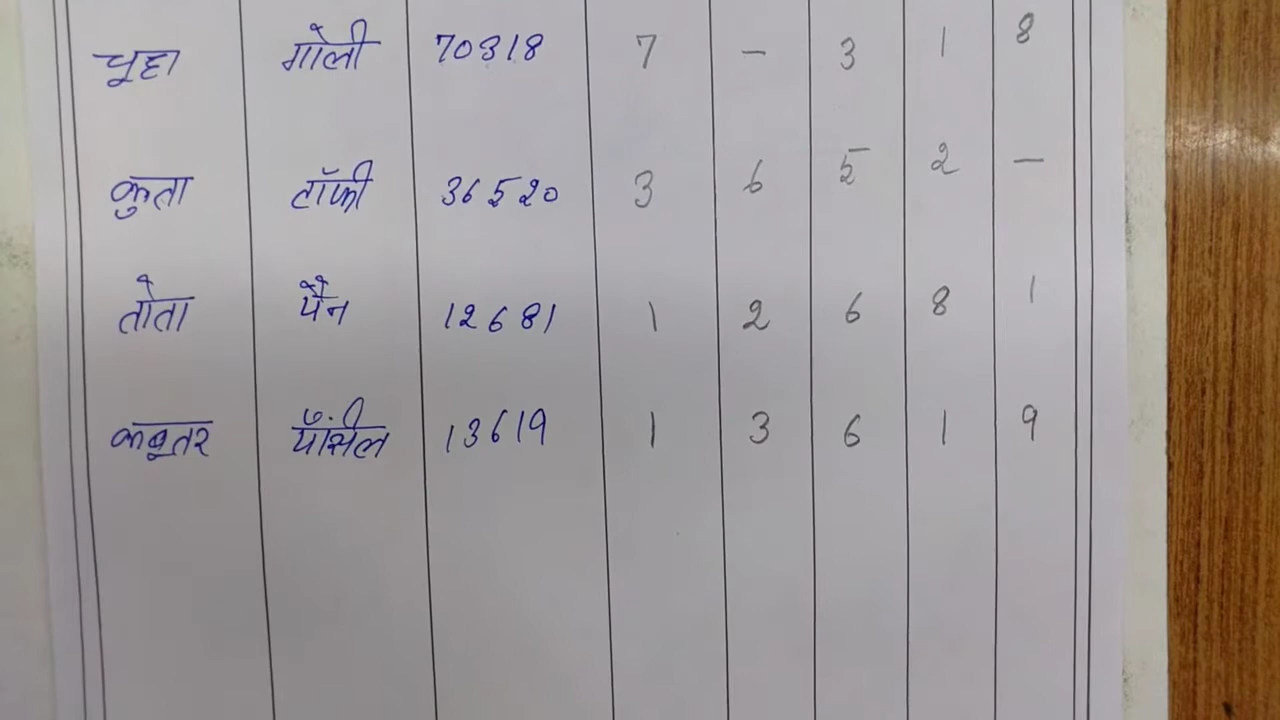 चूहा गोली 70318 7 - 3 1 8
कुता टॉफी 36520 3 6 5 2 -
तोता पैन 12681 1 2 6 8 1
कबूतर पैंसील 13619 1 3 6 1 9